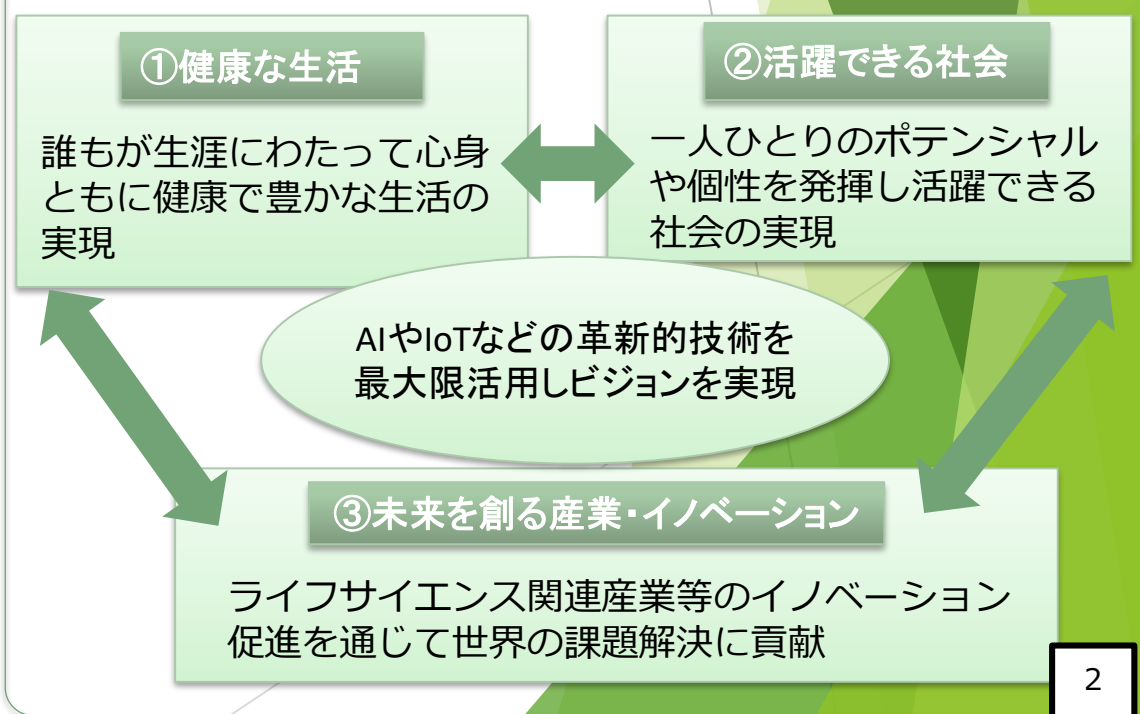 ①健康な生活
誰もが生涯にわたって心身
ともに健康で豊かな生活の
実現
②活躍できる社会
一人ひとりのポテンシャル
や個性を発揮し活躍できる
社会の実現
AIやIoTなどの革新的技術を
最大限活用しビジョンを実現
③未来を創る産業・イノベーション
ライフサイエンス関連産業等のイノベーション
促進を通じて世界の課題解決に貢献
2